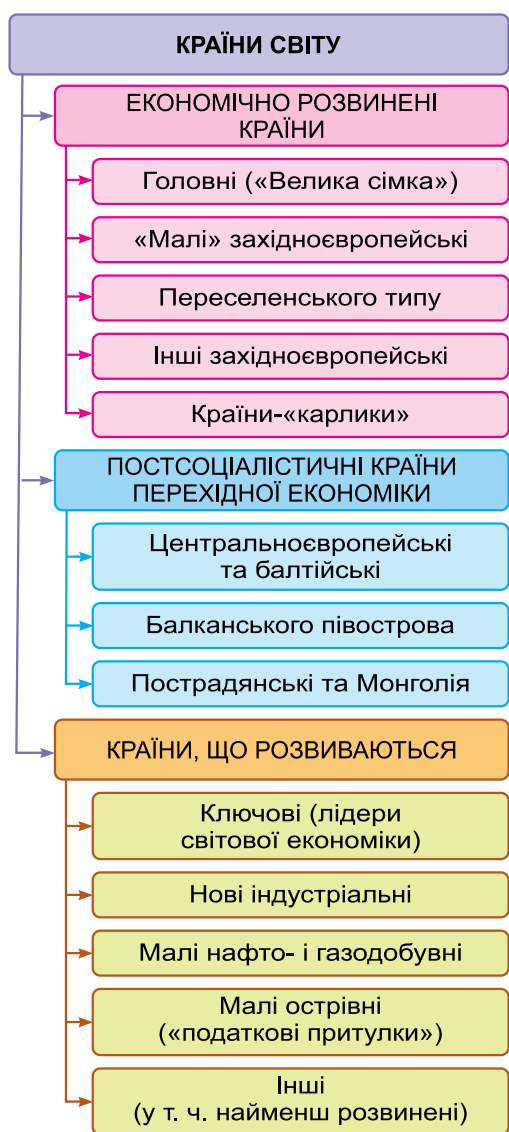 КРАЇНИ СВІТУ
ЕКОНОМІЧНО РОЗВИНЕНІ
КРАЇНИ
Головні («Велика сімка»)
«Малі» західноєвропейські
Переселенського типу
Інші західноєвропейські
Країни-«карлики»
ПОСТСОЦІАЛІСТИЧНІ КРАЇНИ
ПЕРЕХІДНОЇ ЕКОНОМІКИ
Центральноєвропейські
та балтійські
Балканського півострова
Пострадянські та Монголія
КРАЇНИ, ЩО РОЗВИВАЮТЬСЯ
Ключові (лідери
світової економіки)
Нові індустріальні
Малі нафто- і газодобувні
Малі острівні
(«податкові притулки»)
Інші
(у т. ч. найменш розвинені)